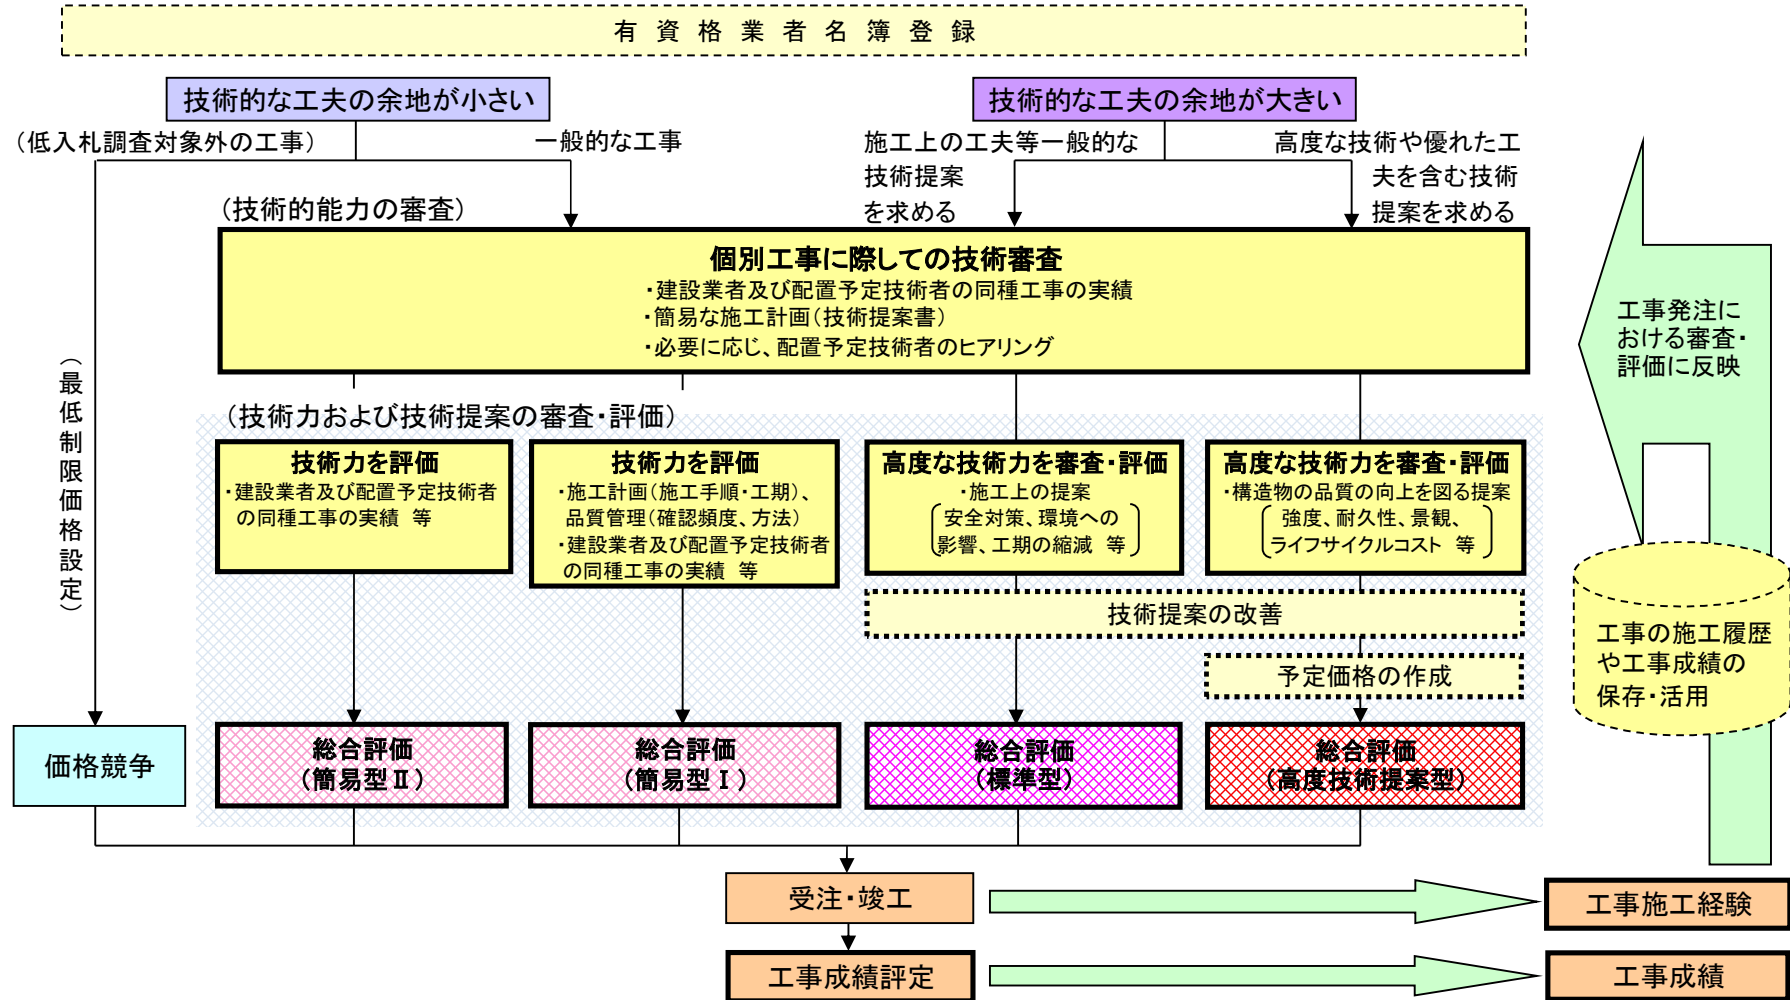 有資格業者名簿登録
技術的な工夫の余地が小さい
技術的な工夫の余地が大きい
（低入札調査対象外の工事）
一般的な工事
施工上の工夫等一般的な
技術提案
を求める
高度な技術や優れた工
夫を含む技術
提案を求める
（技術的能力の審査）
個別工事に際しての技術審査
・建設業者及び配置予定技術者の同種工事の実績
・簡易な施工計画（技術提案書）
・必要に応じ、配置予定技術者のヒアリング
工事発注に
おける審査・
評価に反映
（最低制限価格設定）
（技術力および技術提案の審査・評価）
技術力を評価
・建設業者及び配置予定技術者
の同種工事の実績　等
技術力を評価
・施工計画（施工手順・工期）、
品質管理（確認頻度、方法）
・建設業者及び配置予定技術者
の同種工事の実績　等
高度な技術力を審査・評価
・施工上の提案
安全対策、環境への
影響、工期の縮減　等
高度な技術力を審査・評価
・構造物の品質の向上を図る提案
強度、耐久性、景観、
ライフサイクルコスト　等
技術提案の改善
予定価格の作成
工事の施工履歴
や工事成績の
保存・活用
価格競争
総合評価
（簡易型Ⅱ）
総合評価
（簡易型Ⅰ）
総合評価
（標準型）
総合評価
（高度技術提案型）
受注・竣工
工事施工経験
工事成績評定
工事成績